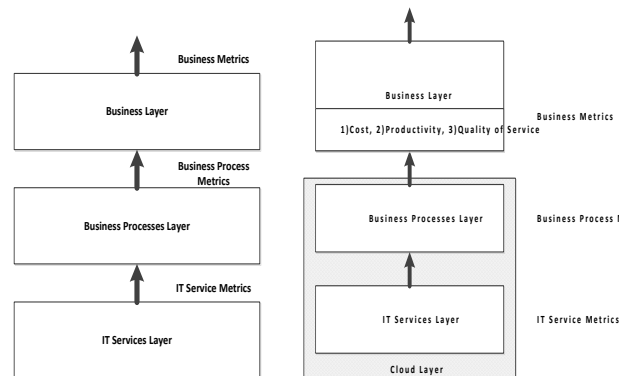 Business Metrics
Business Layer
Business Process
Metrics
Business Processes Layer
IT Service Metrics
IT Services Layer
Business Layer
1)Cost, 2)Productivity, 3)Quality of Service
Business Metrics
Business Processes Layer
Business Process
IT Services Layer
IT Service Metrics
Cloud Layer